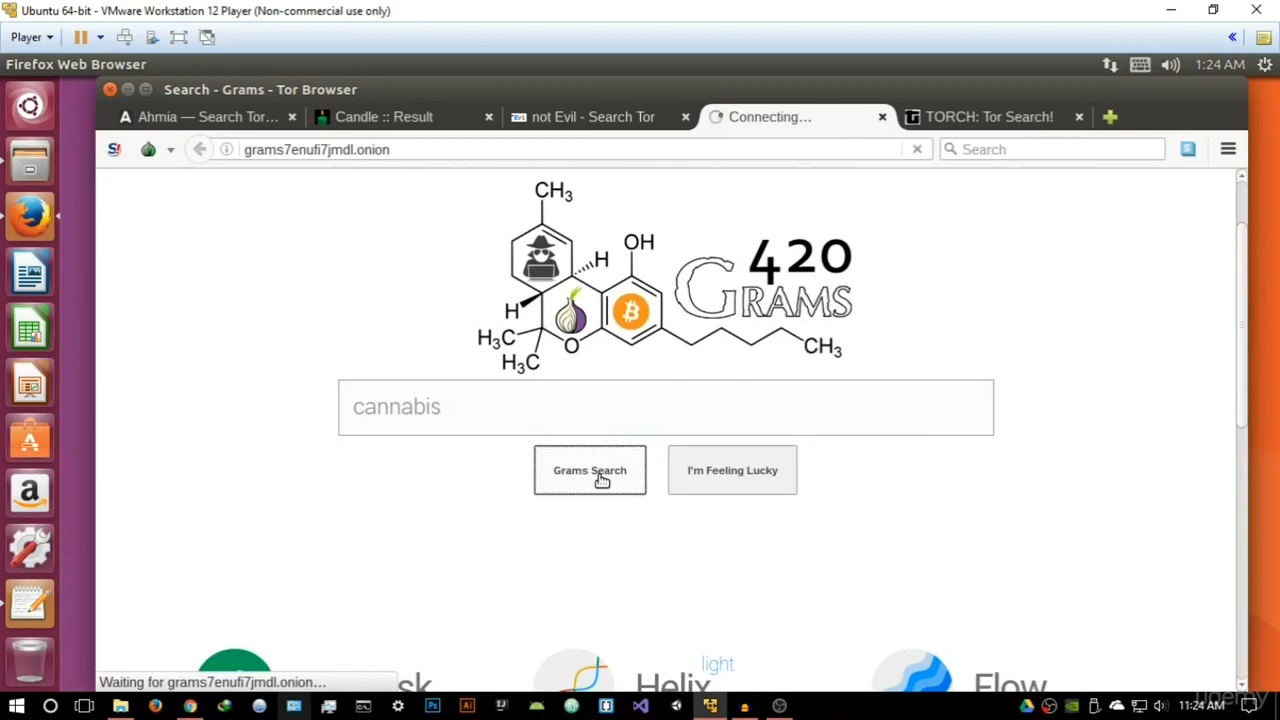 Ubuntu 64-bit - VMware Workstation 12 Player (Non-commercial use only)
Player
Firefox Web Browser
1:24 AM
Search - Grams - Tor Browser
Ahmia — Search Tor...
Candle :: Result
not Evil - Search Tor
Connecting...
TORCH: Tor Search!
grams7enufi7jmdl.onion
Search
CH3
OH
H
420
GRAMS
H
H3C
H3C
O
CH3
cannabis
Grams Search
I'm Feeling Lucky
light
Helix
Flow
sk
Waiting for grams7enufi7jmdl.onion...
11:24 AM
Udemy